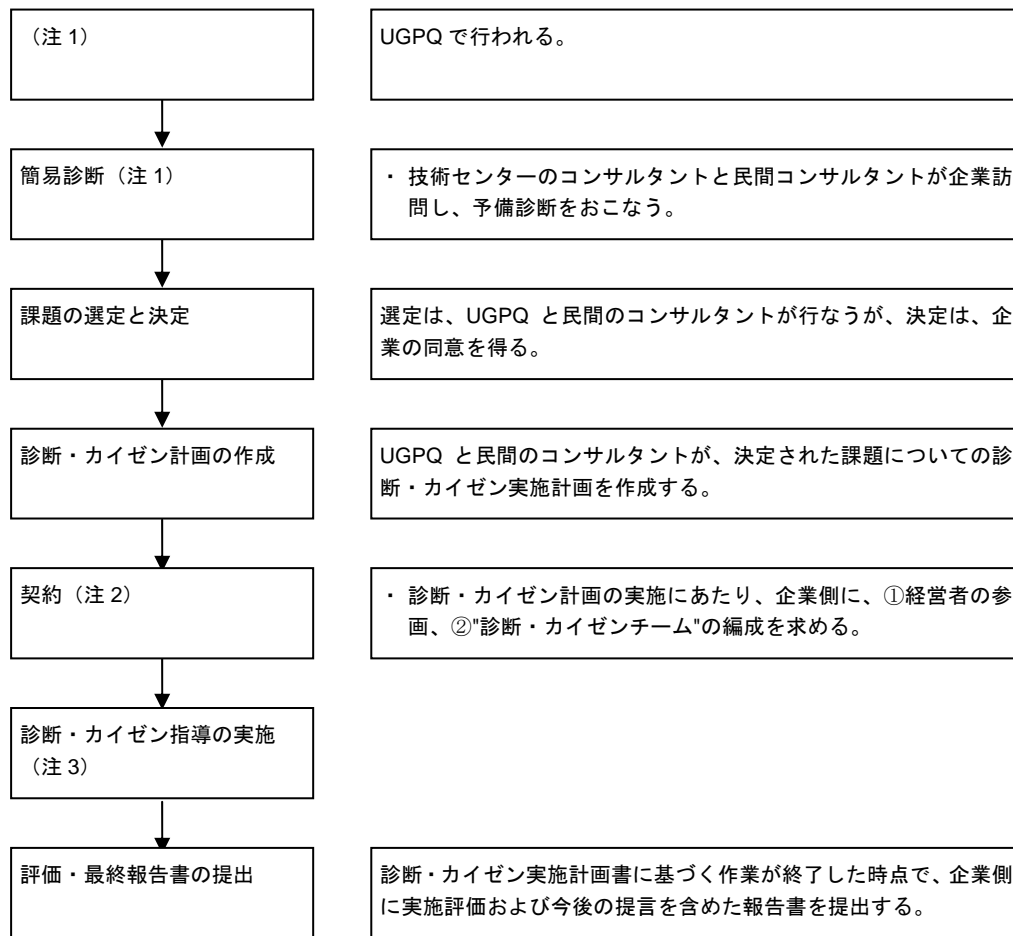 （注 1）
UGPQ で行われる。
簡易診断（注 1）
・ 技術センターのコンサルタントと民間コンサルタントが企業訪
問し、予備診断をおこなう。
課題の選定と決定
選定は、UGPQ と民間のコンサルタントが行なうが、決定は、企
業の同意を得る。
診断・カイゼン計画の作成
UGPQ と民間のコンサルタントが、決定された課題についての診
断・カイゼン実施計画を作成する。
契約（注 2）
・ 診断・カイゼン計画の実施にあたり、企業側に、①経営者の参
画、②"診断・カイゼンチーム"の編成を求める。
診断・カイゼン指導の実施
（注 3）
評価・最終報告書の提出
診断・カイゼン実施計画書に基づく作業が終了した時点で、企業側
に実施評価および今後の提言を含めた報告書を提出する。